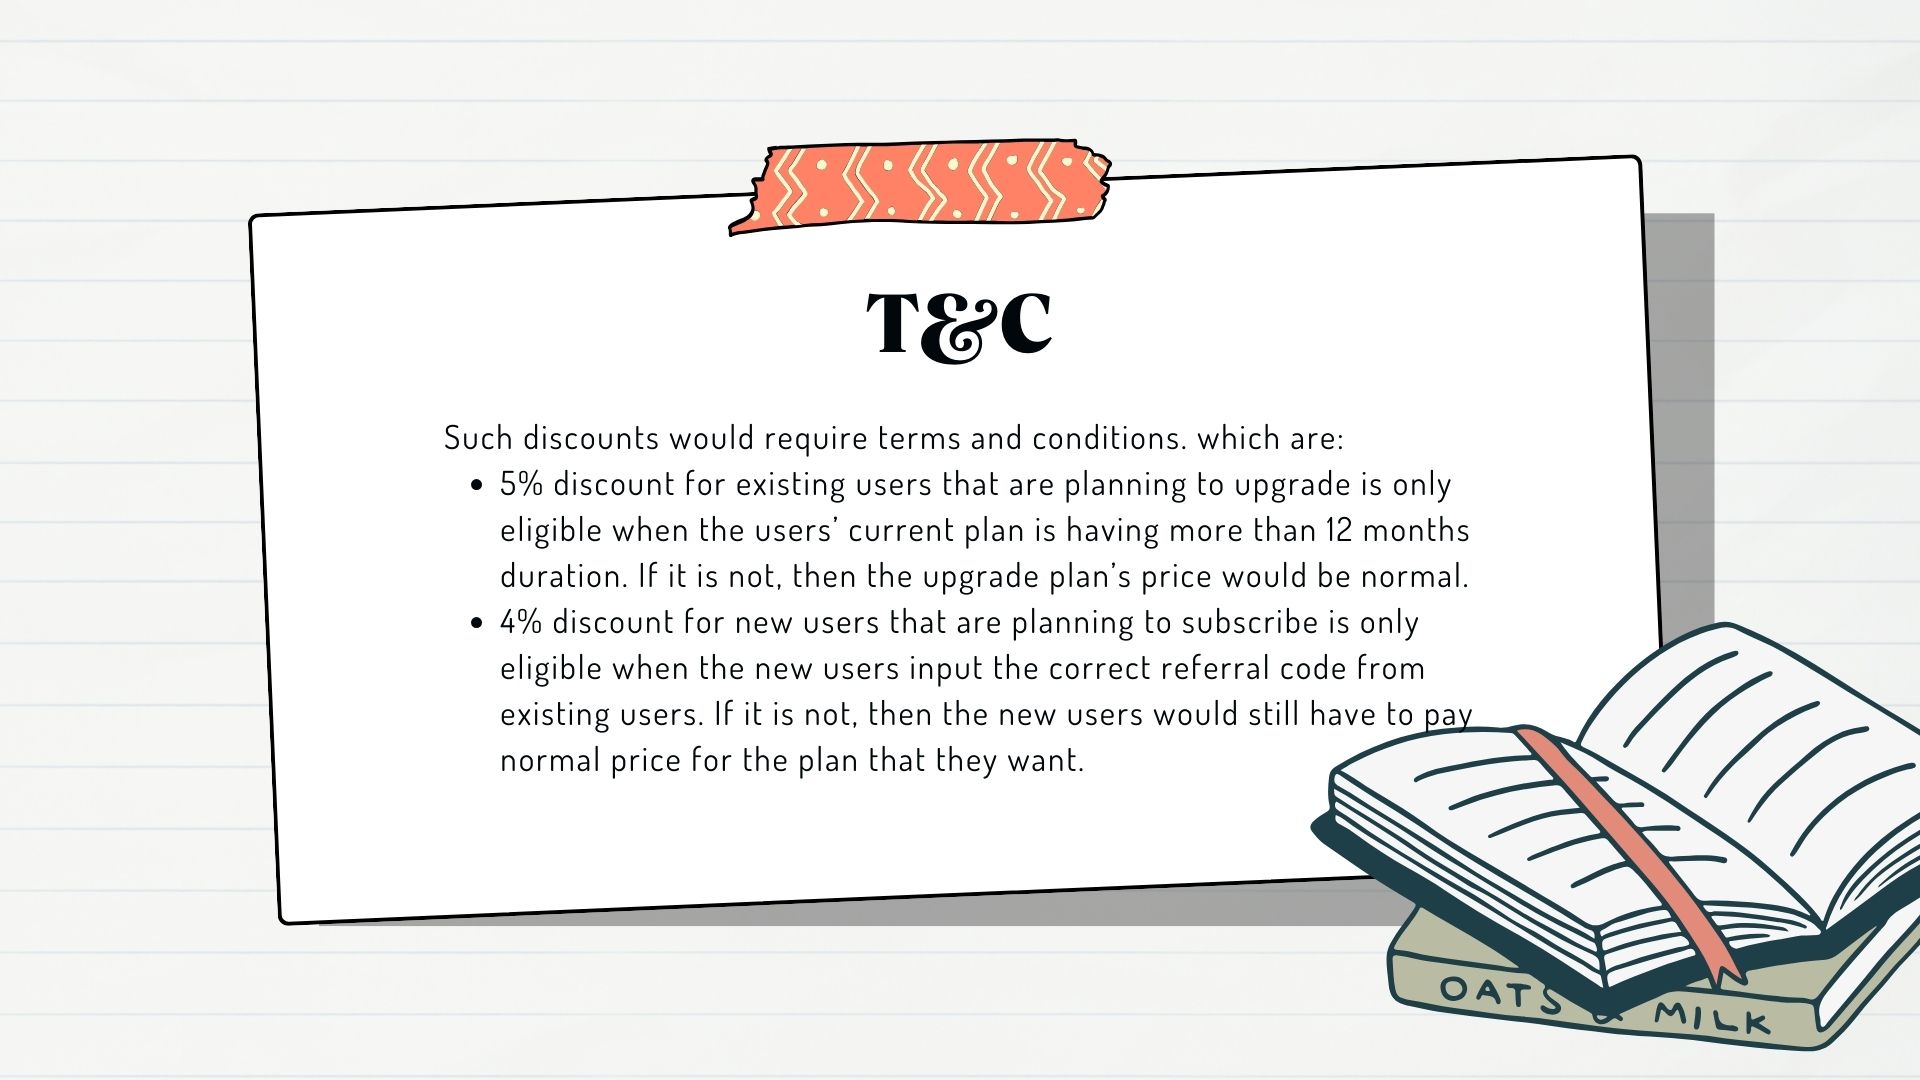 T&C
Such discounts would require terms and conditions. which are:
• 5% discount for existing users that are planning to upgrade is only
eligible when the users’ current plan is having more than 12 months
duration. If it is not, then the upgrade plan’s price would be normal.
• 4% discount for new users that are planning to subscribe is only
eligible when the new users input the correct referral code from
existing users. If it is not, then the new users would still have to pay
normal price for the plan that they want.
OATS & MILK